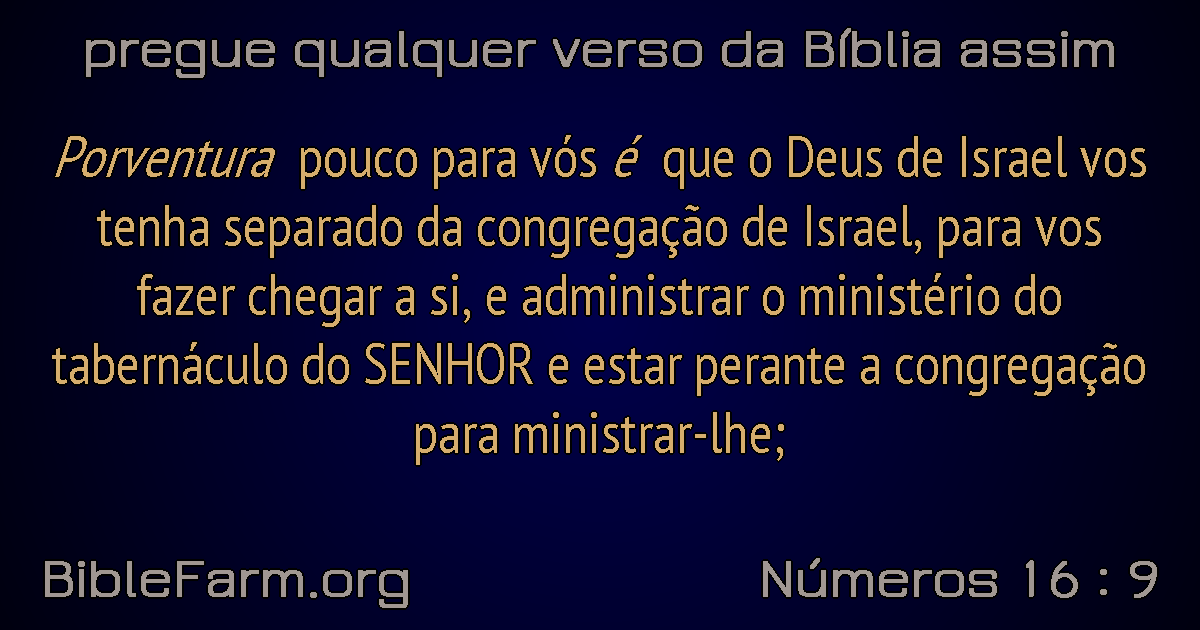 pregue qualquer verso da Bíblia assim
Porventura pouco para vós é que o Deus de Israel vos
tenha separado da congregação de Israel, para vos
fazer chegar a si, e administrar o ministério do
tabernáculo do SENHOR e estar perante a congregação
para ministrar-lhe;
BibleFarm.org
Números 16 : 9